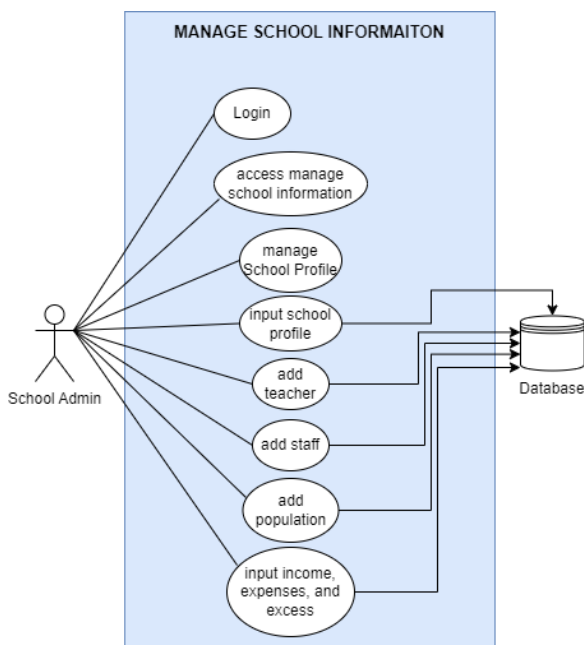 MANAGE SCHOOL INFORMAITON
Login
access manage
school information
manage
School Profile
input school
profile
add
teacher
add staff
add
population
input income,
expenses, and
excess
School Admin
Database